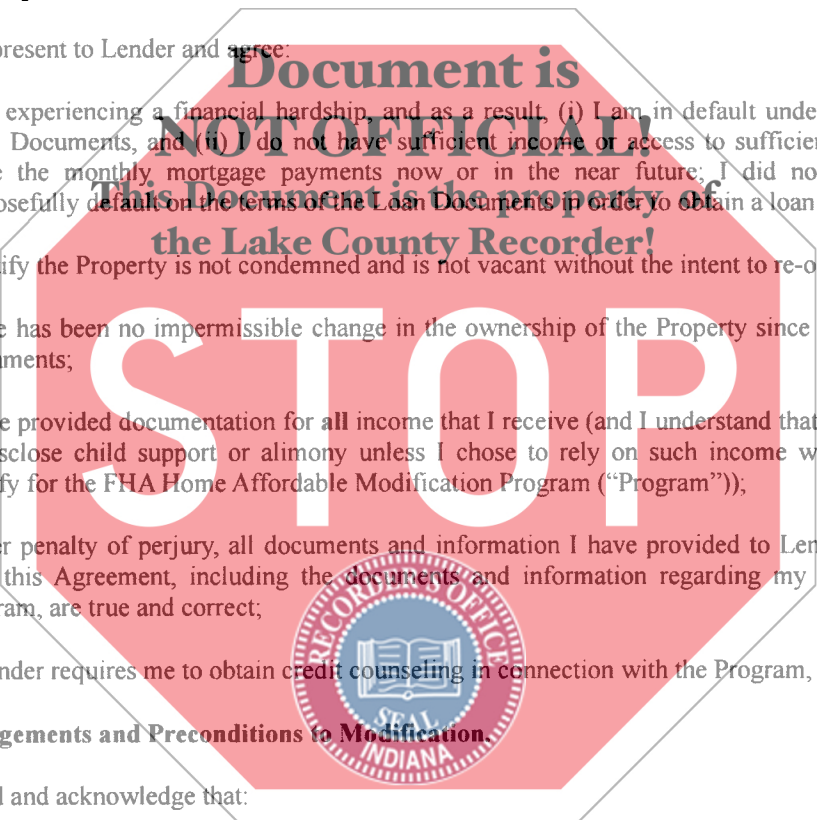 present to Lender and agree:
Document is
experiencing a financial hardship, and as a result, (i) I am in default unde
NOT OFFICIAL!
Documents, and (ii) I do not have sufficient income or access to sufficien
e the monthly mortgage payments now or in the near future; I did no
This Document is the property of
osefully default on the terms of the Loan Documents in order to obtain a loan
the Lake County Recorder!
ify the Property is not condemned and is not vacant without the intent to re-o
STOP
e has been no impermissible change in the ownership of the Property since
ments;
e provided documentation for all income that I receive (and I understand that
sclose child support or alimony unless I chose to rely on such income w
fy for the FHA Home Affordable Modification Program (“Program”));
r penalty of perjury, all documents and information I have provided to Len
this Agreement, including the documents and information regarding my
ram, are true and correct;
RECORDER'S OFFICE
SEAL
INDIANA
nder requires me to obtain credit counseling in connection with the Program,
gements and Preconditions to Modification.
d and acknowledge that: